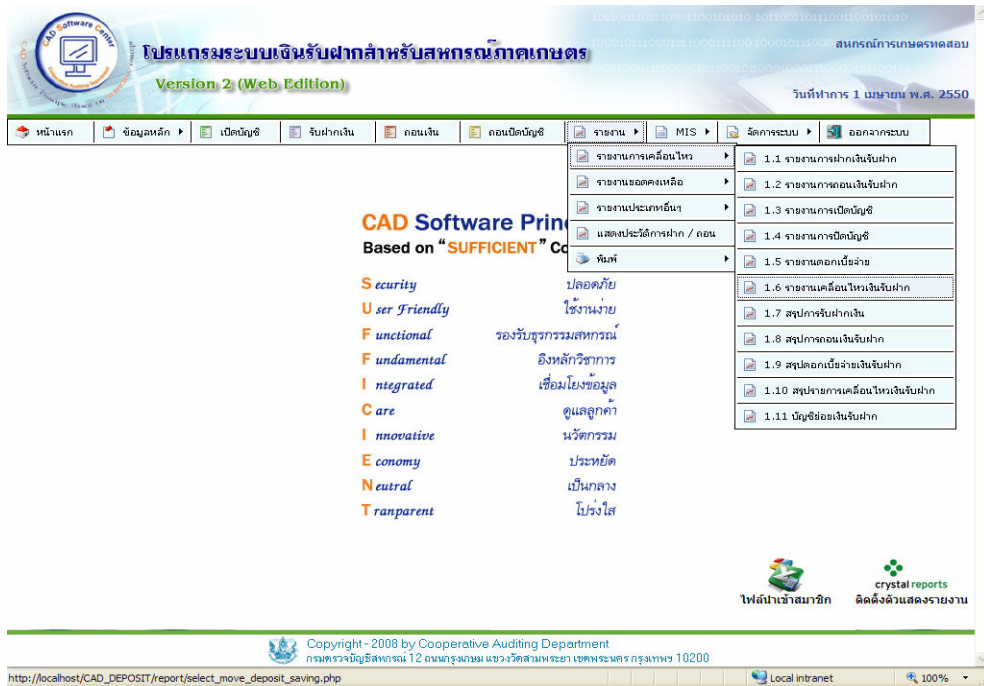 CAD Software Center
โปรแกรมระบบเงินรับฝากสำหรับสหกรณ์ภาคเกษตร
Version 2 (Web Edition)
สหกรณ์การเกษตรทดสอบ
วันที่ทำการ 1 เมษายน พ.ศ. 2550
หน้าแรก ข้อมูลหลัก เปิดบัญชี รับฝากเงิน ถอนเงิน ถอนปิดบัญชี รายงาน MIS จัดการระบบ ออกจากระบบ
รายงานการเคลื่อนไหว
รายงานยอดคงเหลือ
รายงานประเภทอื่นๆ
แสดงประวัติการฝาก / ถอน
พิมพ์
1.1 รายงานการฝากเงินรับฝาก
1.2 รายงานการถอนเงินรับฝาก
1.3 รายงานการเปิดบัญชี
1.4 รายงานการปิดบัญชี
1.5 รายงานดอกเบี้ยจ่าย
1.6 รายงานเคลื่อนไหวเงินรับฝาก
1.7 สรุปการรับฝากเงิน
1.8 สรุปการถอนเงินรับฝาก
1.9 สรุปดอกเบี้ยจ่ายเงินรับฝาก
1.10 สรุปรายการเคลื่อนไหวเงินรับฝาก
1.11 บัญชีย่อยเงินรับฝาก
CAD Software Prin
Based on “SUFFICIENT” Co
Security ปลอดภัย
User Friendly ใช้งานง่าย
Functional รองรับธุรกรรมสหกรณ์
Fundamental อิงหลักวิชาการ
Integrated เชื่อมโยงข้อมูล
Care ดูแลลูกค้า
Innovative นวัตกรรม
Economy ประหยัด
Neutral เป็นกลาง
Tranparent โปร่งใส
ไฟล์นำเข้าสมาชิก
crystal reports
ติดตั้งตัวแสดงรายงาน
Copyright - 2008 by Cooperative Auditing Department
กรมตรวจบัญชีสหกรณ์ 12 ถนนกรุงเกษม แขวงวัดสามพระยา เขตพระนคร กรุงเทพฯ 10200
http://localhost/CAD_DEPOSIT/report/select_move_deposit_saving.php
Local intranet
100%